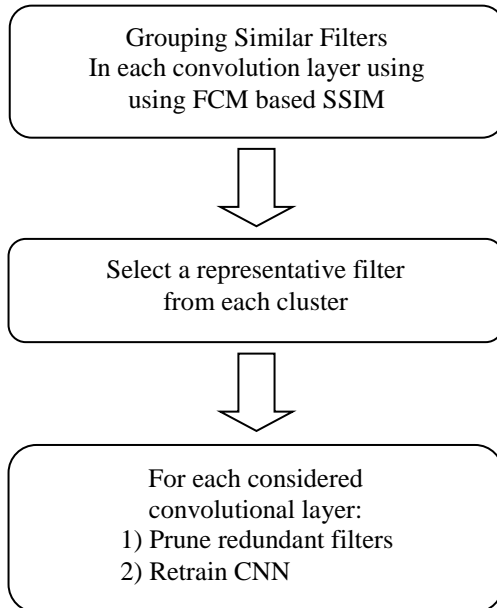 Grouping Similar Filters
In each convolution layer using
using FCM based SSIM
Select a representative filter
from each cluster
For each considered
convolutional layer:
1) Prune redundant filters
2) Retrain CNN